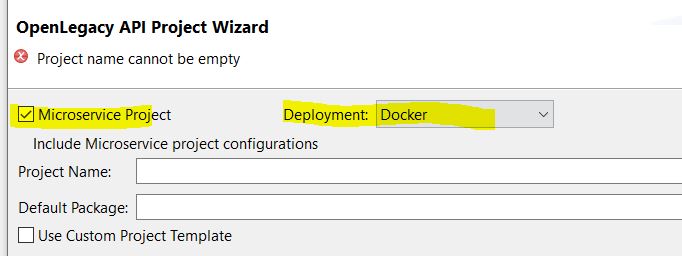 OpenLegacy API Project Wizard
Project name cannot be empty
Microservice Project Deployment: Docker
Include Microservice project configurations
Project Name:
Default Package:
Use Custom Project Template